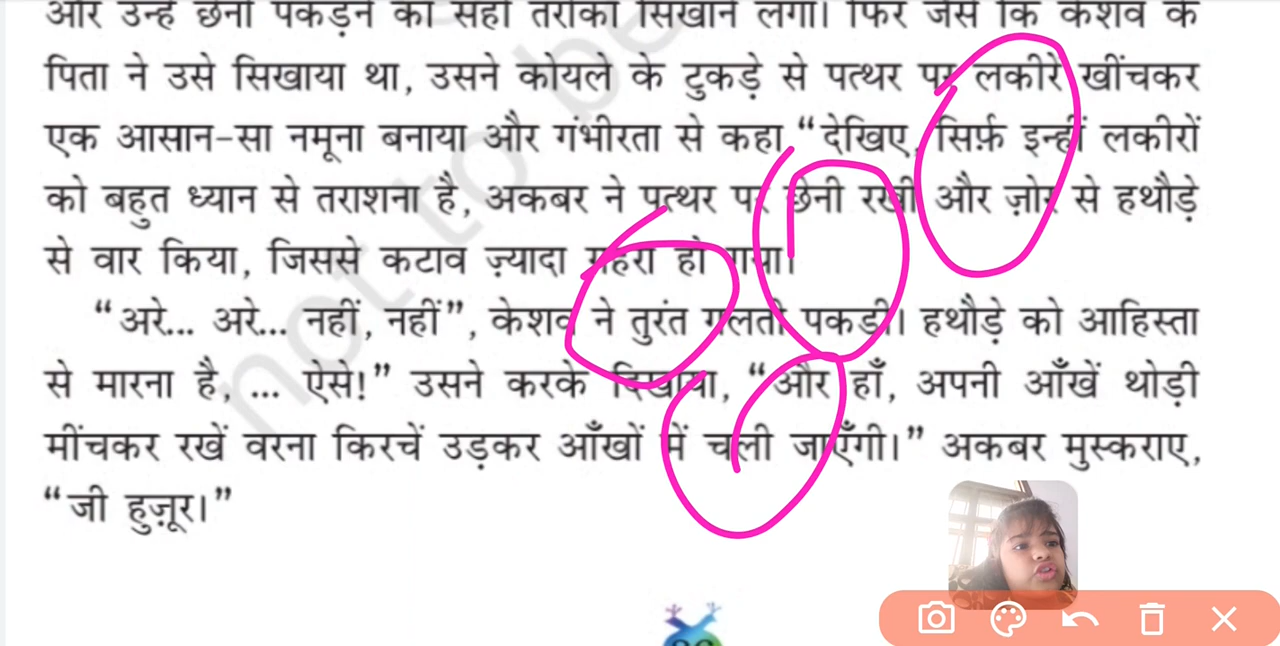 और उन्हें छेनी पकड़ने का सही तरीका सिखाने लगा। फिर जैसे कि केशव के
पिता ने उसे सिखाया था, उसने कोयले के टुकड़े से पत्थर पर लकीरें खींचकर
एक आसान-सा नमूना बनाया और गंभीरता से कहा “देखिए, सिर्फ़ इन्हीं लकीरों
को बहुत ध्यान से तराशना है, अकबर ने पत्थर पर छेनी रखी और ज़ोर से हथौड़े
से वार किया, जिससे कटाव ज़्यादा गहरा हो गया।
“अरे... अरे... नहीं, नहीं”, केशव ने तुरंत गलती पकड़ी। हथौड़े को आहिस्ता
से मारना है, ... ऐसे!” उसने करके दिखाया, “और हाँ, अपनी आँखें थोड़ी
मींचकर रखें वरना किरचें उड़कर आँखों में चली जाएँगी।” अकबर मुस्कराए,
“जी हुज़ूर।”
not to be